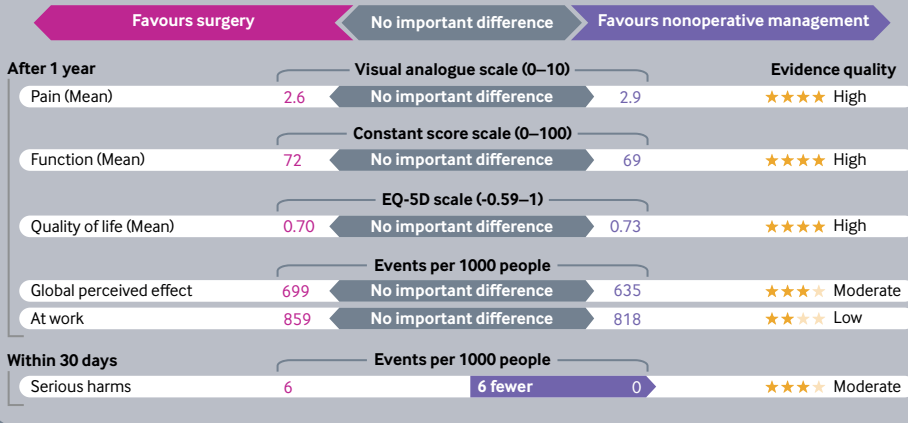 Favours surgery No important difference Favours nonoperative management
After 1 year Visual analogue scale (0–10) Evidence quality
Pain (Mean) 2.6 No important difference 2.9 High
Constant score scale (0–100)
Function (Mean) 72 No important difference 69 High
EQ-5D scale (-0.59–1)
Quality of life (Mean) 0.70 No important difference 0.73 High
Events per 1000 people
Global perceived effect 699 No important difference 635 Moderate
At work 859 No important difference 818 Low
Within 30 days Events per 1000 people
Serious harms 6 6 fewer 0 Moderate